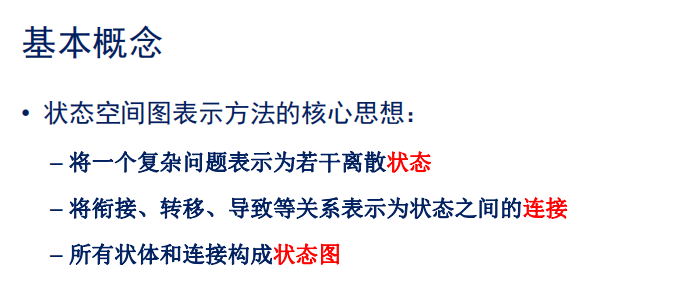 基本概念
• 状态空间图表示方法的核心思想：
– 将一个复杂问题表示为若干离散状态
– 将衔接、转移、导致等关系表示为状态之间的连接
– 所有状体和连接构成状态图